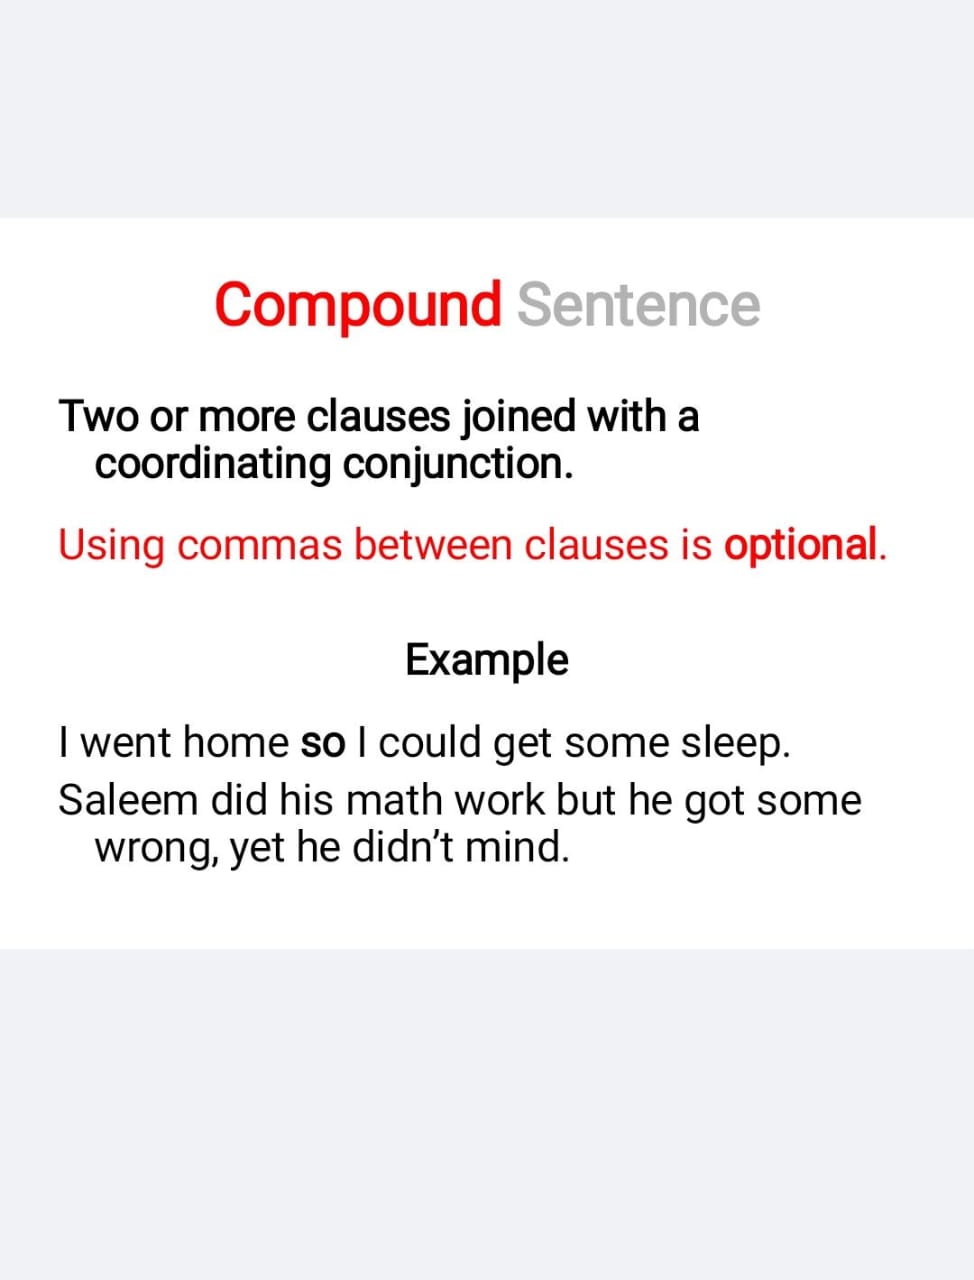 Compound Sentence
Two or more clauses joined with a
coordinating conjunction.
Using commas between clauses is optional.
Example
I went home so I could get some sleep.
Saleem did his math work but he got some
wrong, yet he didn’t mind.